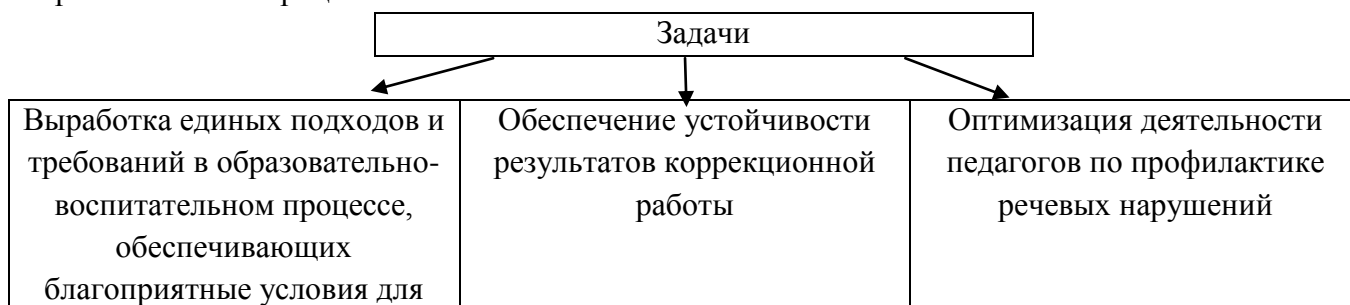 Задачи
Выработка единых подходов и
требований в образовательно-
воспитательном процессе,
обеспечивающих
благоприятные условия для
Обеспечение устойчивости
результатов коррекционной
работы
Оптимизация деятельности
педагогов по профилактике
речевых нарушений